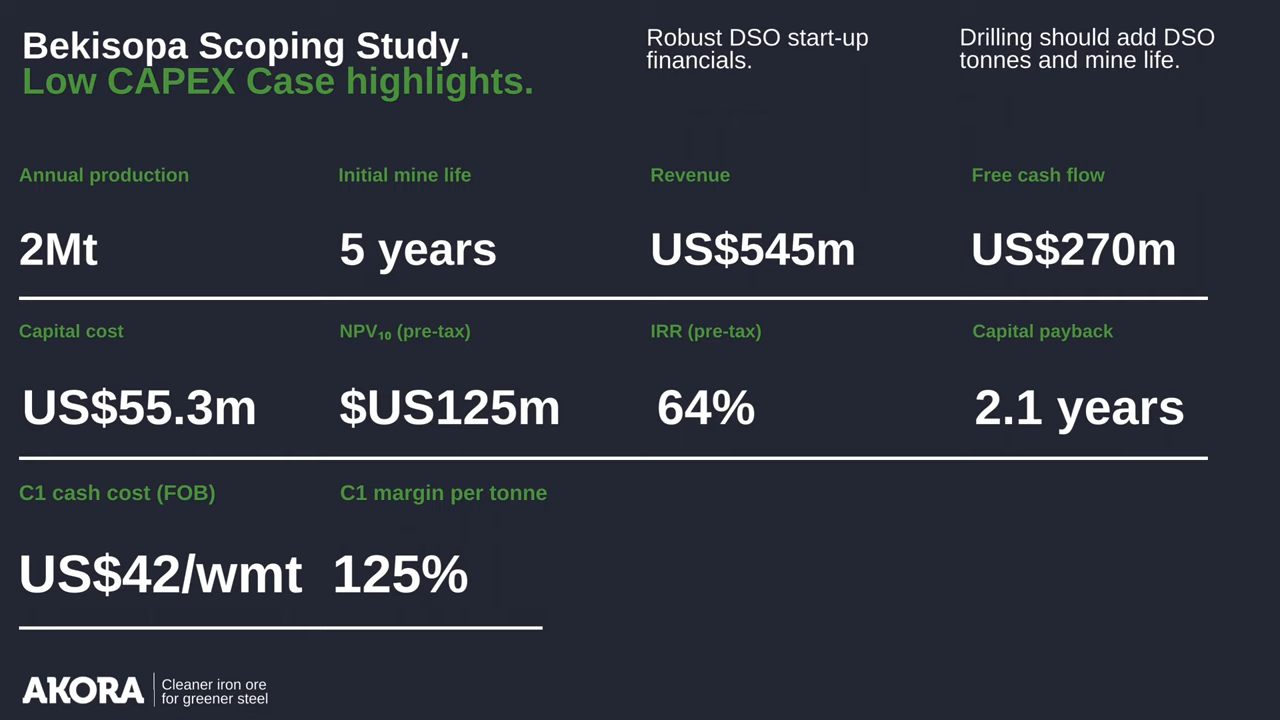 Bekisopa Scoping Study.
Low CAPEX Case highlights.
Robust DSO start-up
financials.
Drilling should add DSO
tonnes and mine life.
Annual production
Initial mine life
Revenue
Free cash flow
2Mt
5 years
US$545m
US$270m
Capital cost
NPV₁₀ (pre-tax)
IRR (pre-tax)
Capital payback
US$55.3m
$US125m
64%
2.1 years
C1 cash cost (FOB)
C1 margin per tonne
US$42/wmt
125%
AKORA
Cleaner iron ore
for greener steel